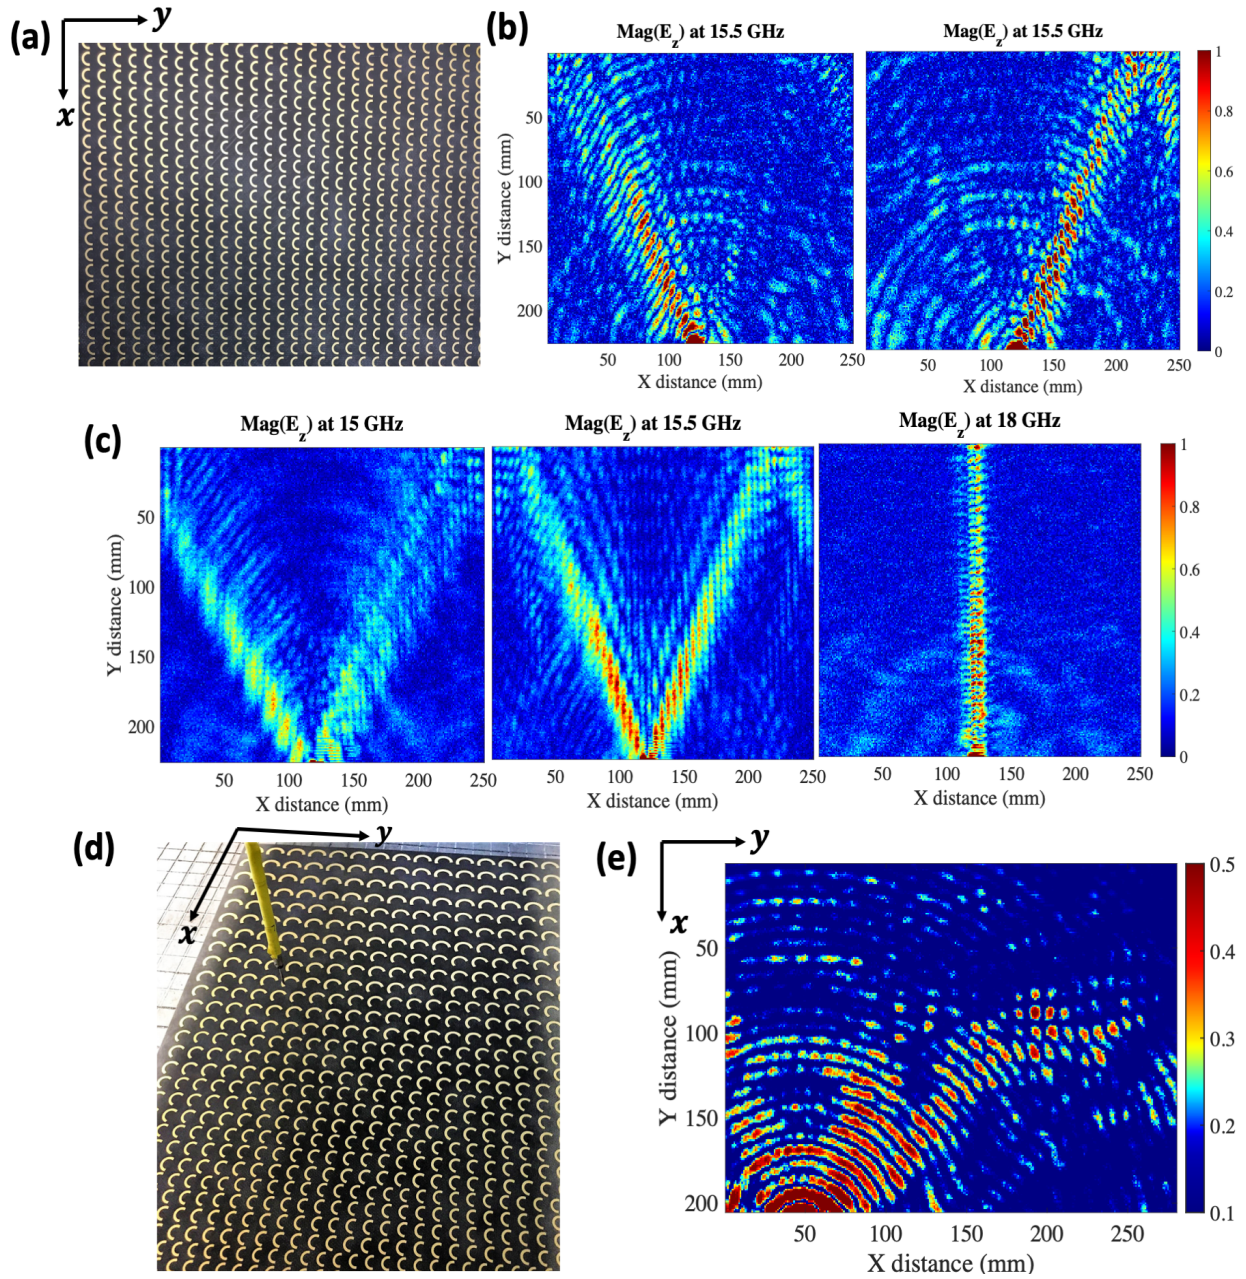 (a)
y
x
(b)
Mag(E_z) at 15.5 GHz
Mag(E_z) at 15.5 GHz
Y distance (mm)
50
100
150
200
50 100 150 200 250
X distance (mm)
50 100 150 200 250
X distance (mm)
1
0.8
0.6
0.4
0.2
0
(c)
Mag(E_z) at 15 GHz
Mag(E_z) at 15.5 GHz
Mag(E_z) at 18 GHz
Y distance (mm)
50
100
150
200
50 100 150 200 250
X distance (mm)
50 100 150 200 250
X distance (mm)
50 100 150 200 250
X distance (mm)
1
0.8
0.6
0.4
0.2
0
(d)
y
x
(e)
y
x
Y distance (mm)
50
100
150
200
50 100 150 200 250
X distance (mm)
0.5
0.4
0.3
0.2
0.1